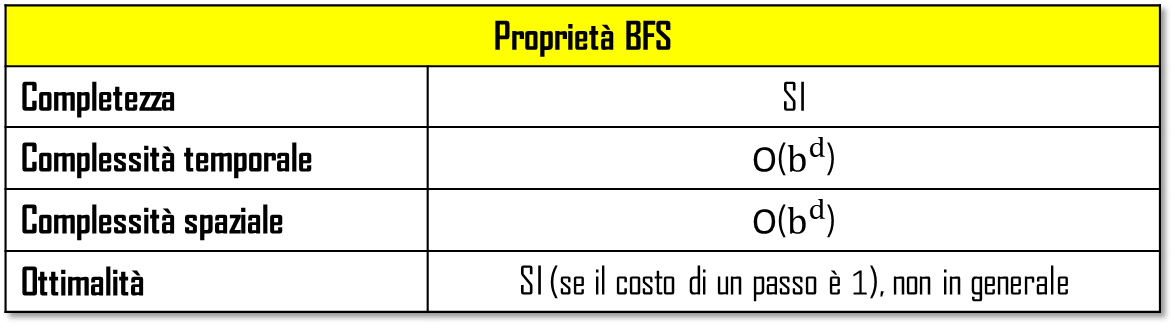 Proprietà BFS
Completezza SI
Complessità temporale O(b^d)
Complessità spaziale O(b^d)
Ottimalità SI (se il costo di un passo è 1), non in generale